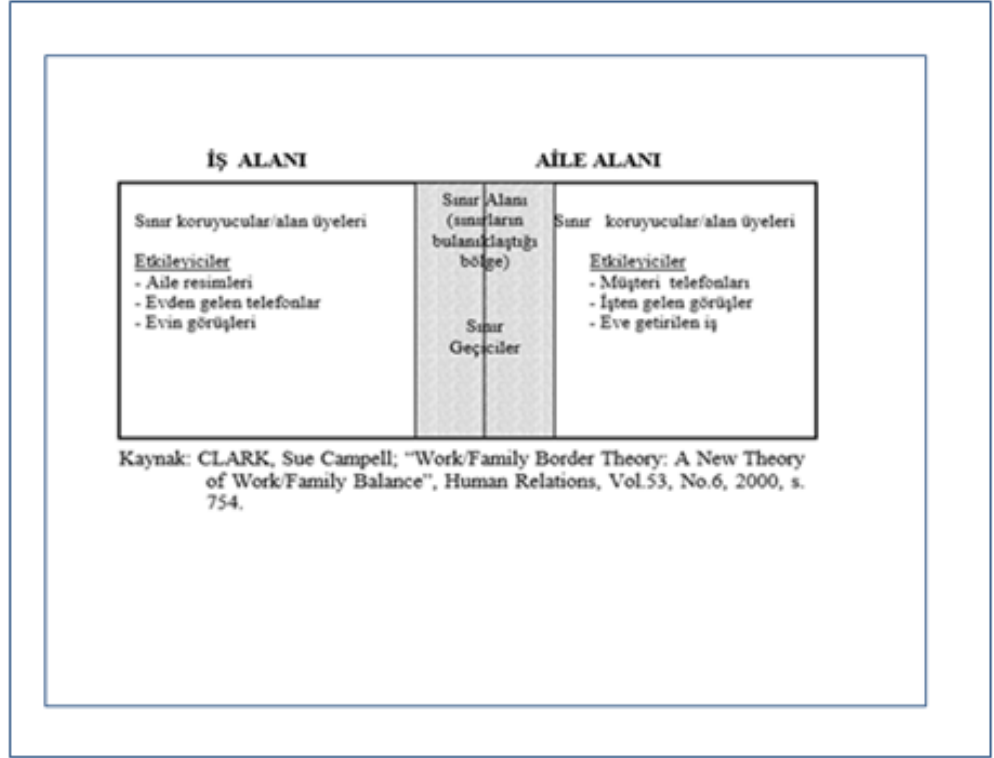 İŞ ALANI
AİLE ALANI
Sınır koruyucular/alan üyeleri
Etkileyiciler
- Aile resimleri
- Evden gelen telefonlar
- Evin görüşleri
Sınır Alanı
(sınırların
bulanıklaştığı
bölge)
Sınır
Geçiciler
Sınır koruyucular/alan üyeleri
Etkileyiciler
- Müşteri telefonları
- İşten gelen görüşler
- Eve getirilen iş
Kaynak: CLARK, Sue Campell; “Work/Family Border Theory: A New Theory
of Work/Family Balance”, Human Relations, Vol.53, No.6, 2000, s.
754.